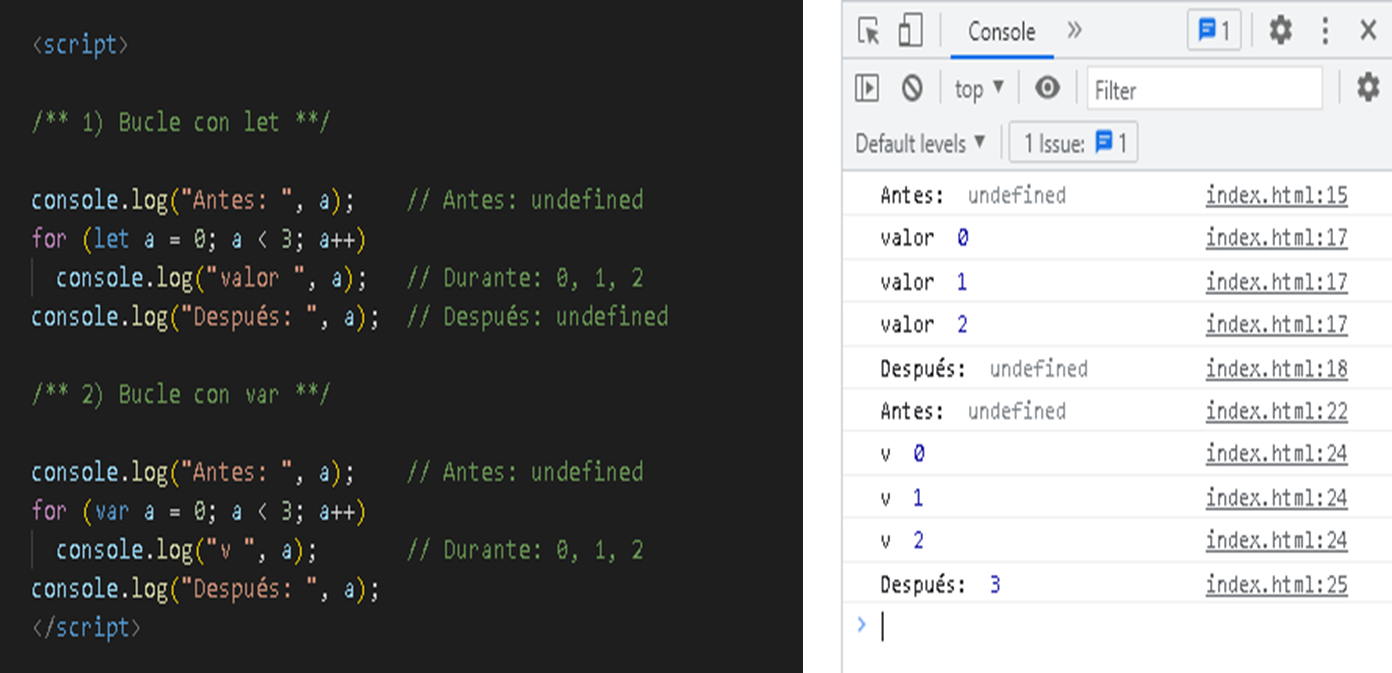 <script>
/** 1) Bucle con let **/
console.log("Antes: ", a);    // Antes: undefined
for (let a = 0; a < 3; a++)
  console.log("valor ", a);   // Durante: 0, 1, 2
console.log("Después: ", a);  // Después: undefined
/** 2) Bucle con var **/
console.log("Antes: ", a);    // Antes: undefined
for (var a = 0; a < 3; a++)
  console.log("v ", a);       // Durante: 0, 1, 2
console.log("Después: ", a);
</script>
Console » 1
top ▼ Filter
Default levels ▼ 1 Issue: 1
Antes: undefined index.html:15
valor 0 index.html:17
valor 1 index.html:17
valor 2 index.html:17
Después: undefined index.html:18
Antes: undefined index.html:22
v 0 index.html:24
v 1 index.html:24
v 2 index.html:24
Después: 3 index.html:25
>